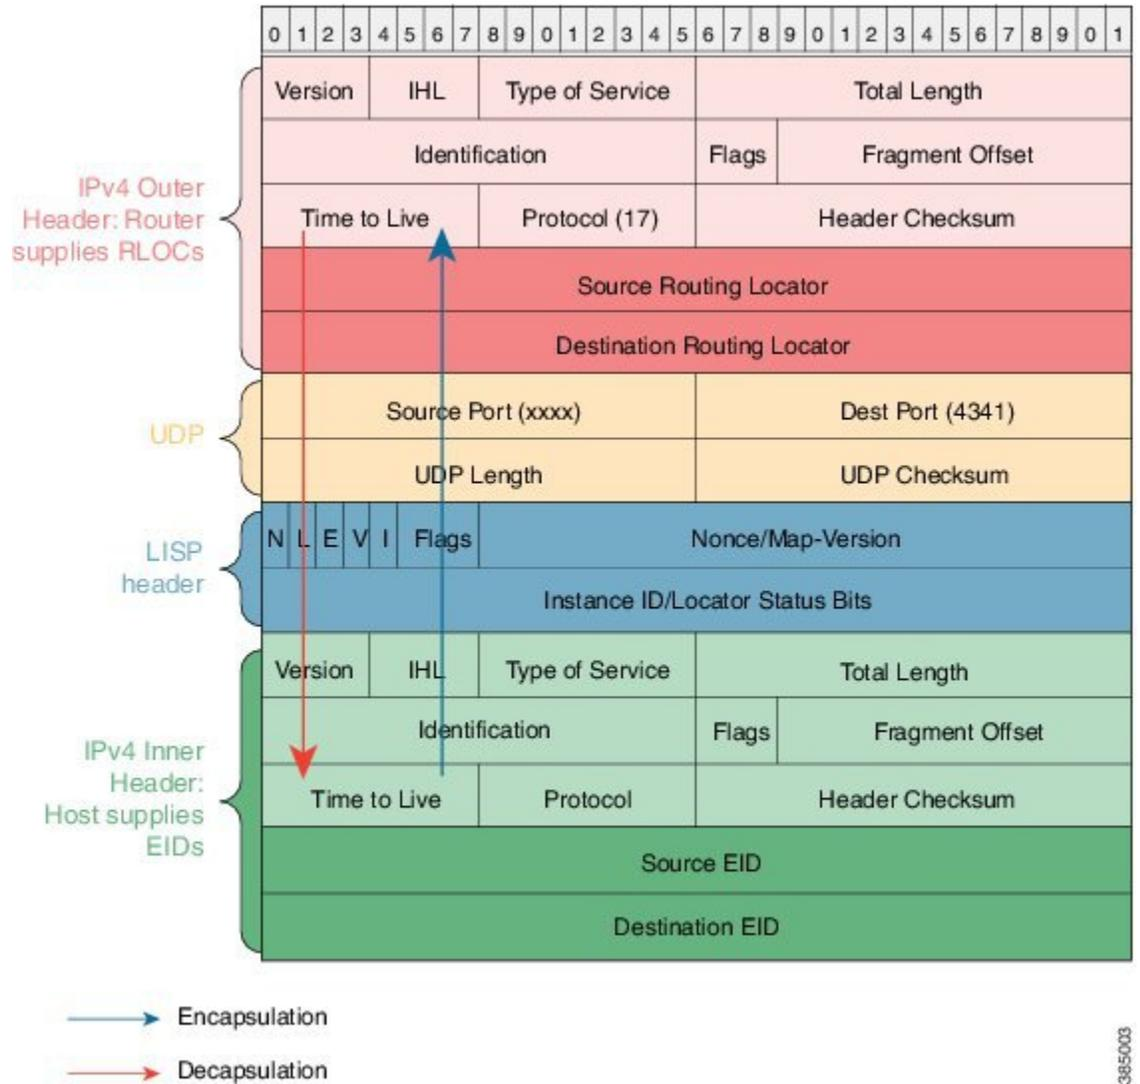 0 1 2 3 4 5 6 7 8 9 0 1 2 3 4 5 6 7 8 9 0 1 2 3 4 5 6 7 8 9 0 1
Version IHL Type of Service Total Length
Identification Flags Fragment Offset
Time to Live Protocol (17) Header Checksum
Source Routing Locator
Destination Routing Locator
IPv4 Outer
Header: Router
supplies RLOCs
Source Port (xxxx) Dest Port (4341)
UDP Length UDP Checksum
UDP
N L E V I Flags Nonce/Map-Version
Instance ID/Locator Status Bits
LISP
header
Version IHL Type of Service Total Length
Identification Flags Fragment Offset
Time to Live Protocol Header Checksum
Source EID
Destination EID
IPv4 Inner
Header:
Host supplies
EIDs
Encapsulation
Decapsulation
385003